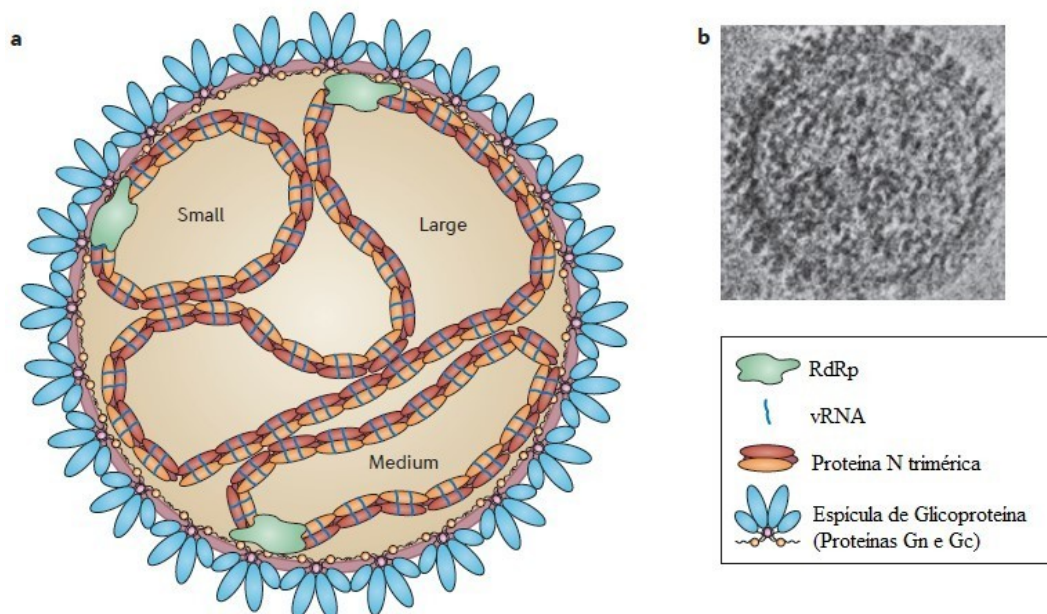 a
b
Small
Large
Medium
RdRp
vRNA
Proteína N trimérica
Espícula de Glicoproteína
(Proteínas Gn e Gc)